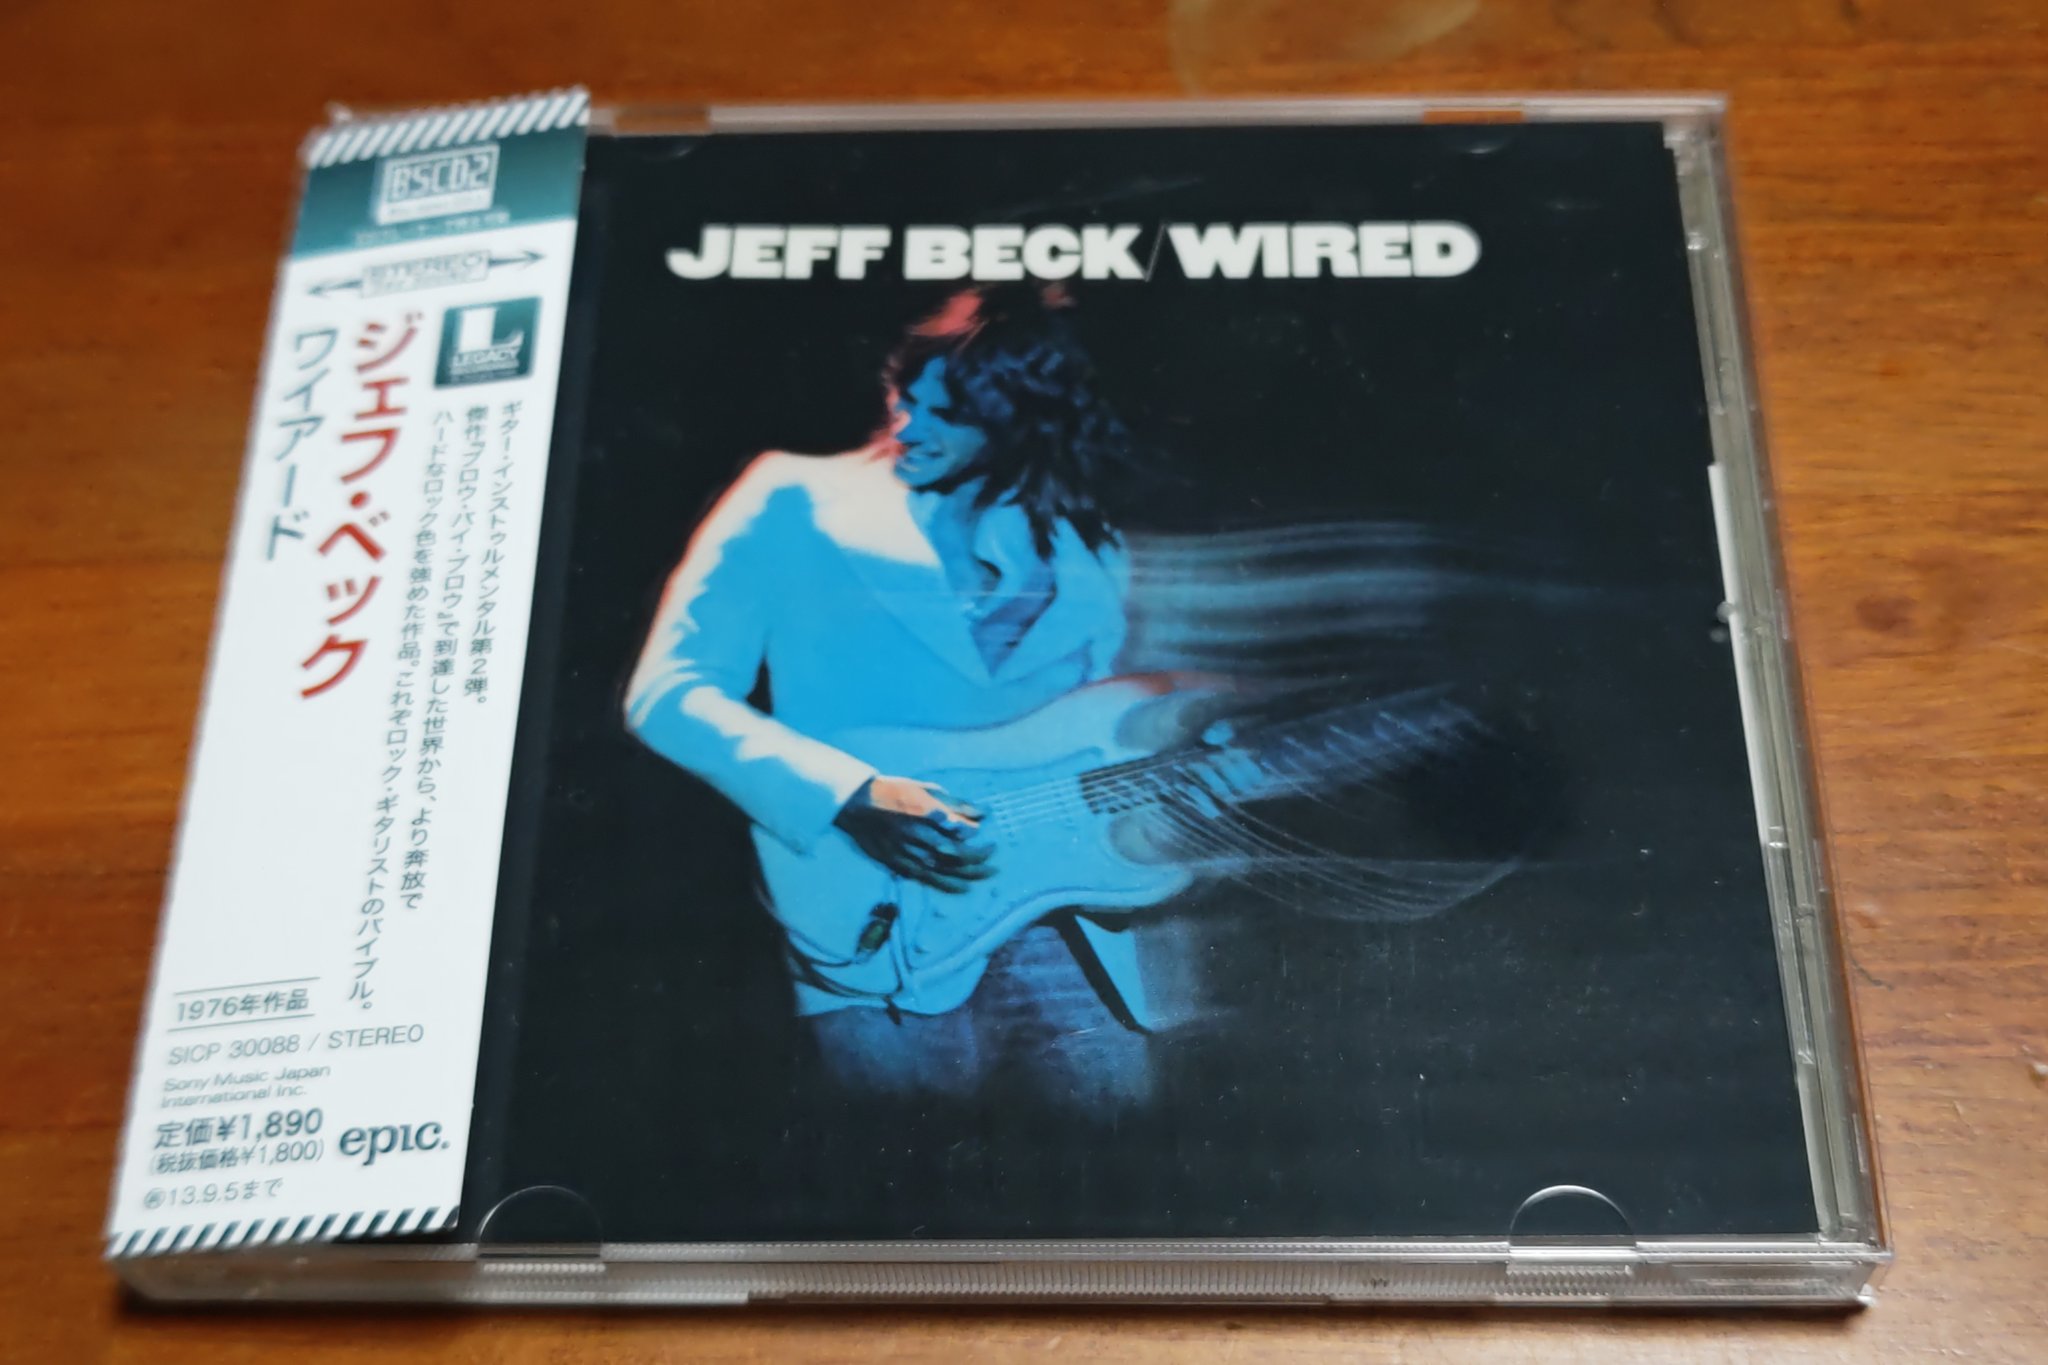 BSCD2
STEREO
L
LEGACY
ジェフ・ベック
ワイアード
ギター・インストゥルメンタル第2弾。
傑作『ブロウ・バイ・ブロウ』で到達した世界から、より奔放で
ハードなロック色を強めた作品。これぞロック・ギタリストのバイブル。
1976年作品
SICP 30088 / STEREO
Sony Music Japan
International Inc.
定価¥1,890
(税抜価格¥1,800)
epic.
13.9.5まで
JEFF BECK/WIRED